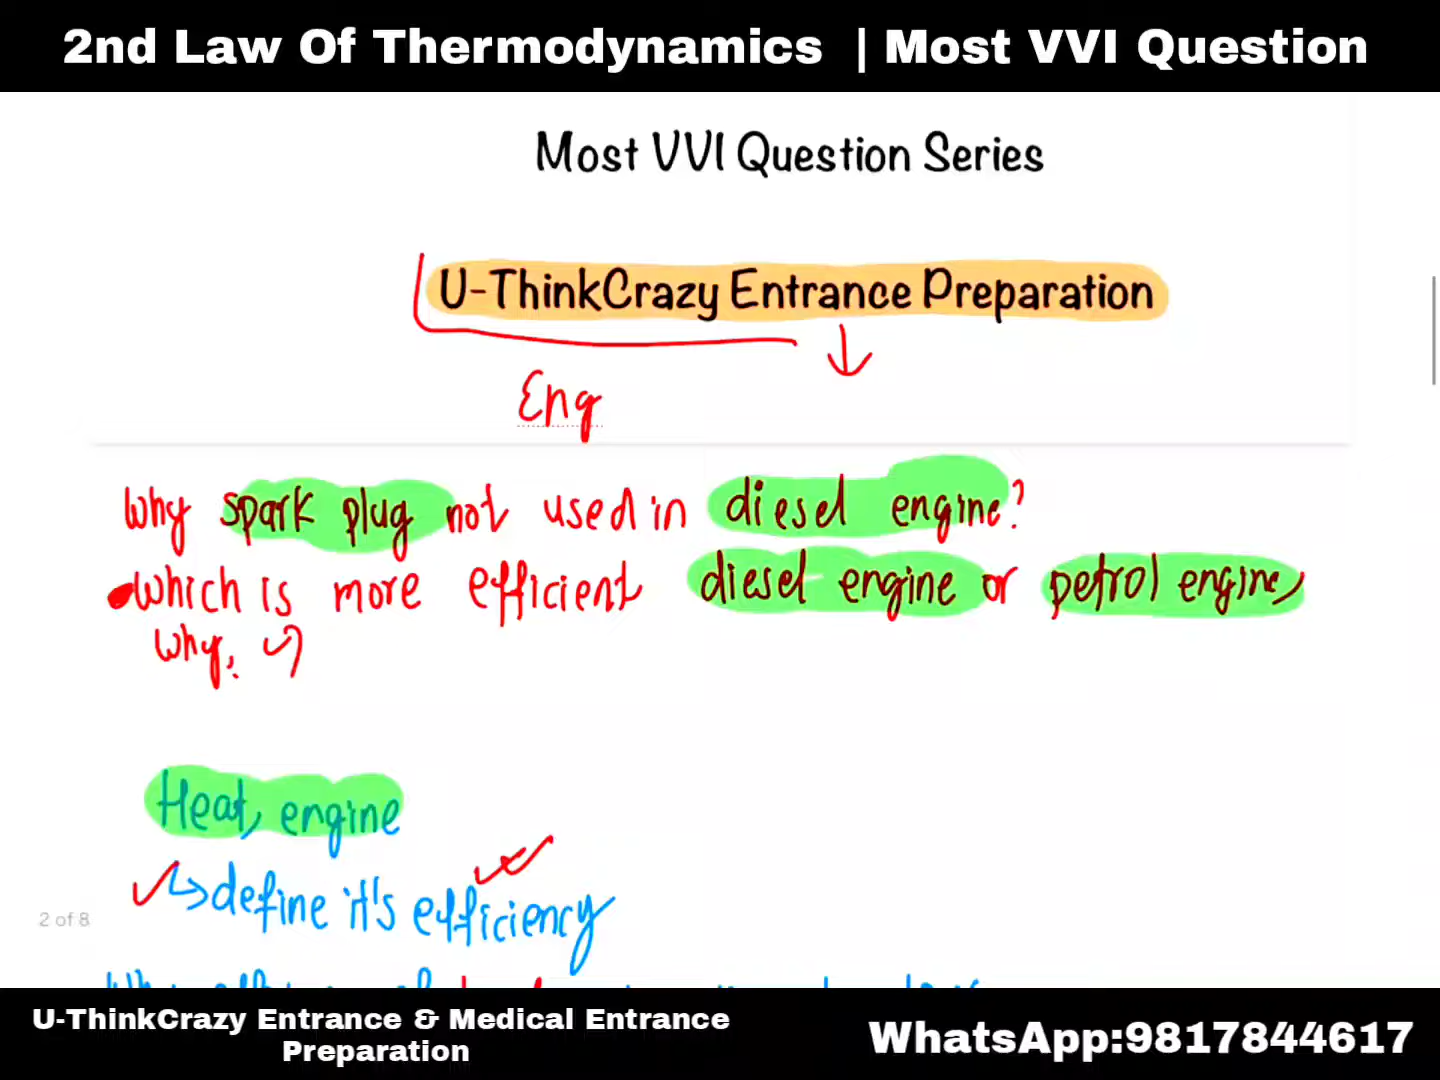 2nd Law Of Thermodynamics | Most VVI Question
Most VVI Question Series
U-ThinkCrazy Entrance Preparation
Eng
Why spark plug not used in diesel engine?
which is more efficient diesel engine or petrol engine,
why.
Heat engine
define it's efficiency
2 of 8
U-ThinkCrazy Entrance & Medical Entrance
Preparation
WhatsApp:9817844617